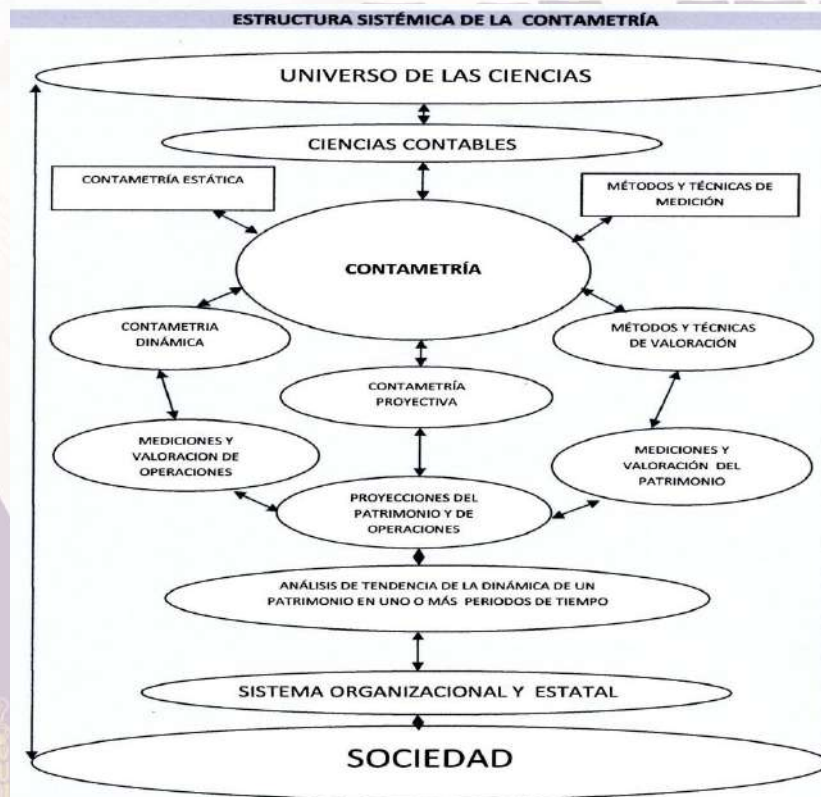 ESTRUCTURA SISTÉMICA DE LA CONTAMETRÍA
UNIVERSO DE LAS CIENCIAS
CIENCIAS CONTABLES
CONTAMETRÍA ESTÁTICA
MÉTODOS Y TÉCNICAS DE
MEDICIÓN
CONTAMETRÍA
CONTAMETRIA
DINÁMICA
MÉTODOS Y TÉCNICAS
DE VALORACIÓN
CONTAMETRÍA
PROYECTIVA
MEDICIONES Y
VALORACION DE
OPERACIONES
MEDICIONES Y
VALORACIÓN DEL
PATRIMONIO
PROYECCIONES DEL
PATRIMONIO Y DE
OPERACIONES
ANÁLISIS DE TENDENCIA DE LA DINÁMICA DE UN
PATRIMONIO EN UNO O MÁS PERIODOS DE TIEMPO
SISTEMA ORGANIZACIONAL Y ESTATAL
SOCIEDAD